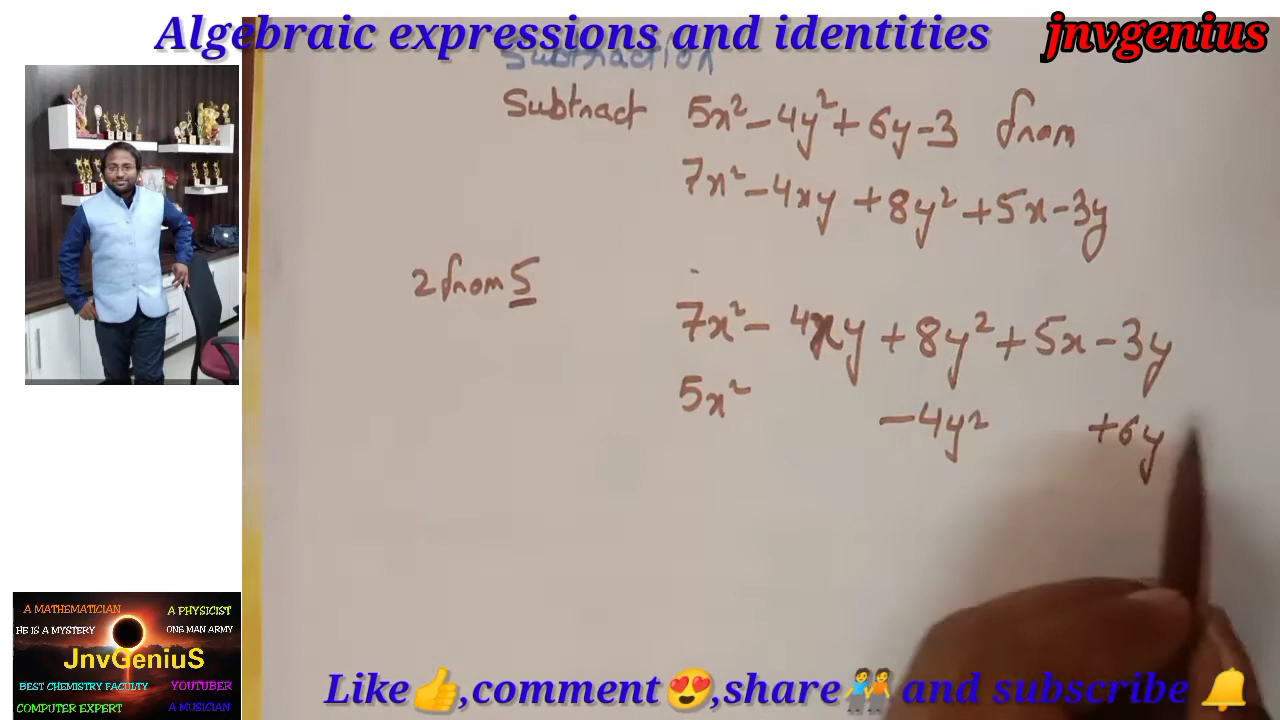 Algebraic expressions and identities
jnvgenius
Subtraction
Subtract 5x² - 4y² + 6y - 3 from
7x² - 4xy + 8y² + 5x - 3y
2 from 5
7x² - 4xy + 8y² + 5x - 3y
5x² - 4y² + 6y
A MATHEMATICIAN
A PHYSICIST
HE IS A MYSTERY
ONE MAN ARMY
JnvGeniuS
BEST CHEMISTRY FACULTY
YOUTUBER
COMPUTER EXPERT
A MUSICIAN
Like👍,comment😍,share👫 and subscribe 🔔